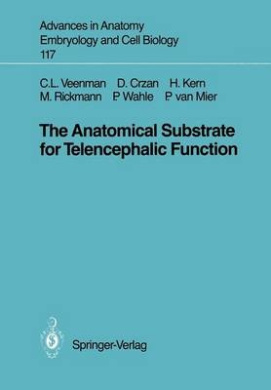 Advances in Anatomy
Embryology and Cell Biology
117
C.L. Veenman D. Crzan H. Kern
M. Rickmann P. Wahle P. van Mier
The Anatomical Substrate
for Telencephalic Function
Springer-Verlag